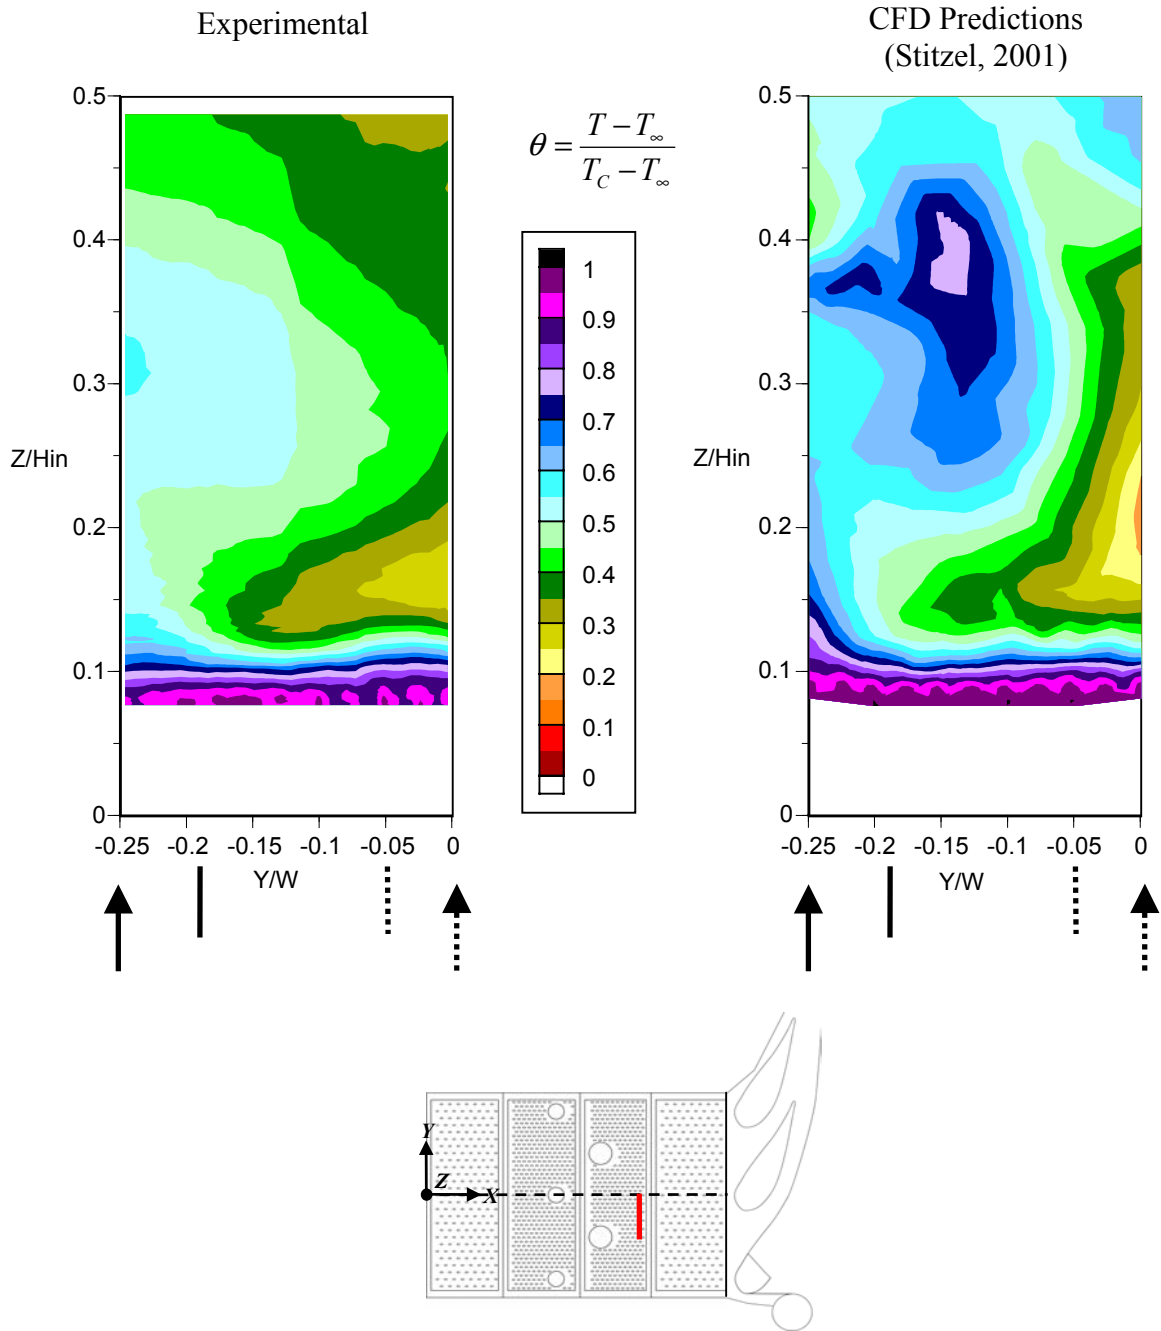 Experimental
CFD Predictions
(Stitzel, 2001)
θ = (T − T∞) / (T_C − T∞)
0.5
0.4
0.3
Z/Hin
0.2
0.1
0
-0.25 -0.2 -0.15 -0.1 -0.05 0
Y/W
1
0.9
0.8
0.7
0.6
0.5
0.4
0.3
0.2
0.1
0
0.5
0.4
0.3
Z/Hin
0.2
0.1
0
-0.25 -0.2 -0.15 -0.1 -0.05 0
Y/W
Y
Z
X